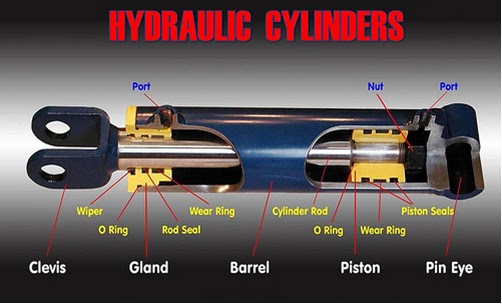 HYDRAULIC CYLINDERS
Port Nut Port
Wiper Wear Ring Cylinder Rod Piston Seals
O Ring Rod Seal O Ring Wear Ring
Clevis Gland Barrel Piston Pin Eye